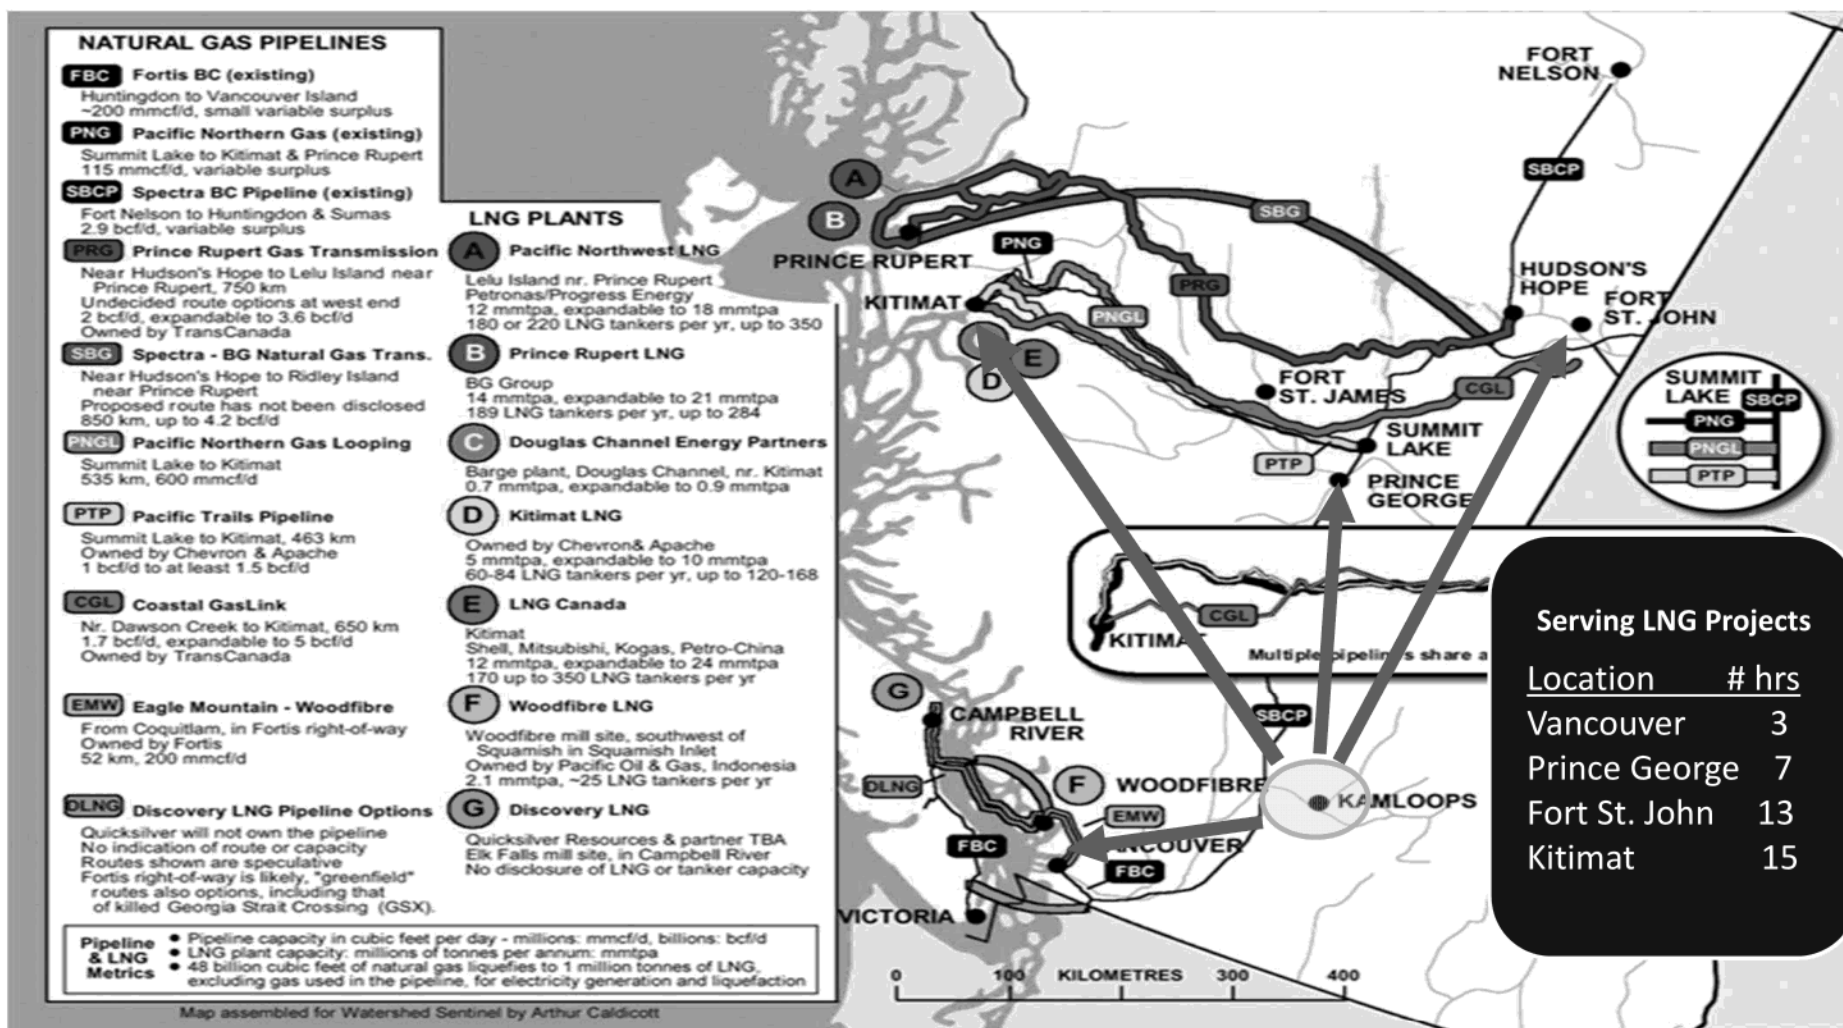 NATURAL GAS PIPELINES
FBC Fortis BC (existing)
Huntingdon to Vancouver Island
~200 mmcf/d, small variable surplus
PNG Pacific Northern Gas (existing)
Summit Lake to Kitimat & Prince Rupert
115 mmcf/d, variable surplus
SBCP Spectra BC Pipeline (existing)
Fort Nelson to Huntingdon & Sumas
2.9 bcf/d, variable surplus
PRG Prince Rupert Gas Transmission
Near Hudson's Hope to Lelu Island near
Prince Rupert, 750 km
Undecided route options at west end
2 bcf/d, expandable to 3.6 bcf/d
Owned by TransCanada
SBG Spectra - BG Natural Gas Trans.
Near Hudson's Hope to Ridley Island
near Prince Rupert
Proposed route has not been disclosed
850 km, up to 4.2 bcf/d
PNGL Pacific Northern Gas Looping
Summit Lake to Kitimat
535 km, 600 mmcf/d
PTP Pacific Trails Pipeline
Summit Lake to Kitimat, 463 km
Owned by Chevron & Apache
1 bcf/d to at least 1.5 bcf/d
CGL Coastal GasLink
Nr. Dawson Creek to Kitimat, 650 km
1.7 bcf/d, expandable to 5 bcf/d
Owned by TransCanada
EMW Eagle Mountain - Woodfibre
From Coquitlam, in Fortis right-of-way
Owned by Fortis
52 km, 200 mmcf/d
DLNG Discovery LNG Pipeline Options
Quicksilver will not own the pipeline
No indication of route or capacity
Routes shown are speculative
Fortis right-of-way is likely, "greenfield"
routes also options, including that
of killed Georgia Strait Crossing (GSX).
LNG PLANTS
A Pacific Northwest LNG
Lelu Island nr. Prince Rupert
Petronas/Progress Energy
12 mmtpa, expandable to 18 mmtpa
180 or 220 LNG tankers per yr, up to 350
B Prince Rupert LNG
BG Group
14 mmtpa, expandable to 21 mmtpa
189 LNG tankers per yr, up to 284
C Douglas Channel Energy Partners
Barge plant, Douglas Channel, nr. Kitimat
0.7 mmtpa, expandable to 0.9 mmtpa
D Kitimat LNG
Owned by Chevron& Apache
5 mmtpa, expandable to 10 mmtpa
60-84 LNG tankers per yr, up to 120-168
E LNG Canada
Kitimat
Shell, Mitsubishi, Kogas, Petro-China
12 mmtpa, expandable to 24 mmtpa
170 up to 350 LNG tankers per yr
F Woodfibre LNG
Woodfibre mill site, southwest of
Squamish in Squamish Inlet
Owned by Pacific Oil & Gas, Indonesia
2.1 mmtpa, ~25 LNG tankers per yr
G Discovery LNG
Quicksilver Resources & partner TBA
Elk Falls mill site, in Campbell River
No disclosure of LNG or tanker capacity
Pipeline & LNG Metrics
• Pipeline capacity in cubic feet per day - millions: mmcf/d, billions: bcf/d
• LNG plant capacity: millions of tonnes per annum: mmtpa
• 48 billion cubic feet of natural gas liquefies to 1 million tonnes of LNG,
excluding gas used in the pipeline, for electricity generation and liquefaction
Map assembled for Watershed Sentinel by Arthur Caldicott
FORT
NELSON
SBCP
A
B
SBG
PNG
PRINCE RUPERT
HUDSON'S
HOPE
FORT
ST. JOHN
PRG
KITIMAT
PNGL
E
D
FORT
ST. JAMES
CGL
SUMMIT
LAKE
SBCP
PNG
PNGL
PTP
SUMMIT
LAKE
PTP
PRINCE
GEORGE
CGL
KITIMAT
Multiple pipelines share a
G
CAMPBELL
RIVER
SBCP
DLNG
F
WOODFIBRE
KAMLOOPS
EMW
FBC
VANCOUVER
FBC
VICTORIA
0 100 KILOMETRES 300 400
Serving LNG Projects
Location # hrs
Vancouver 3
Prince George 7
Fort St. John 13
Kitimat 15